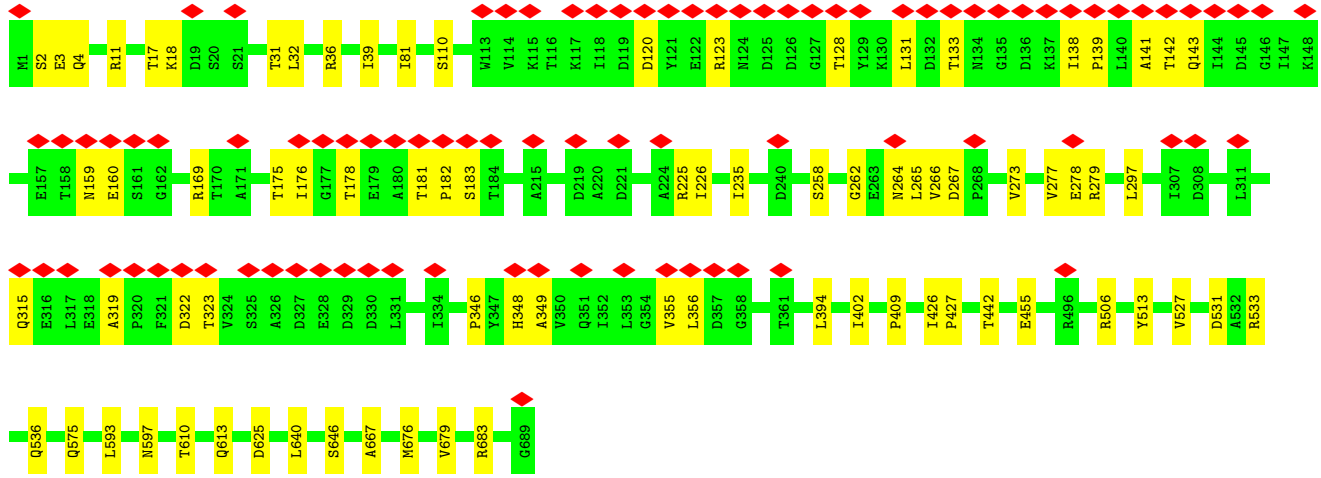 M1 S2 E3 Q4 R11 T17 K18 D19 S20 S21 T31 L32 R36 I39 I81 S110 W113 V114 K115 T116 K117 I118 D119 D120 Y121 E122 R123 N124 D125 D126 G127 T128 Y129 K130 L131 D132 T133 N134 G135 D136 K137 I138 P139 L140 A141 T142 Q143 I144 D145 G146 I147 K148
E157 T158 N159 E160 S161 G162 R169 T170 A171 T175 I176 G177 T178 E179 A180 T181 P182 S183 T184 A215 D219 A220 D221 A224 R225 I226 I235 D240 S258 G262 E263 N264 L265 V266 D267 P268 V273 V277 E278 R279 L297 I307 D308 L311
Q315 E316 L317 E318 A319 P320 F321 D322 T323 V324 S325 A326 D327 E328 D329 D330 L331 I334 P346 Y347 H348 A349 V350 Q351 I352 L353 G354 V355 L356 D357 G358 T361 L394 I402 P409 I426 P427 T442 E455 R496 R506 Y513 V527 D531 A532 R533
Q536 Q575 L593 N597 T610 Q613 D625 L640 S646 A667 M676 V679 R683 G689